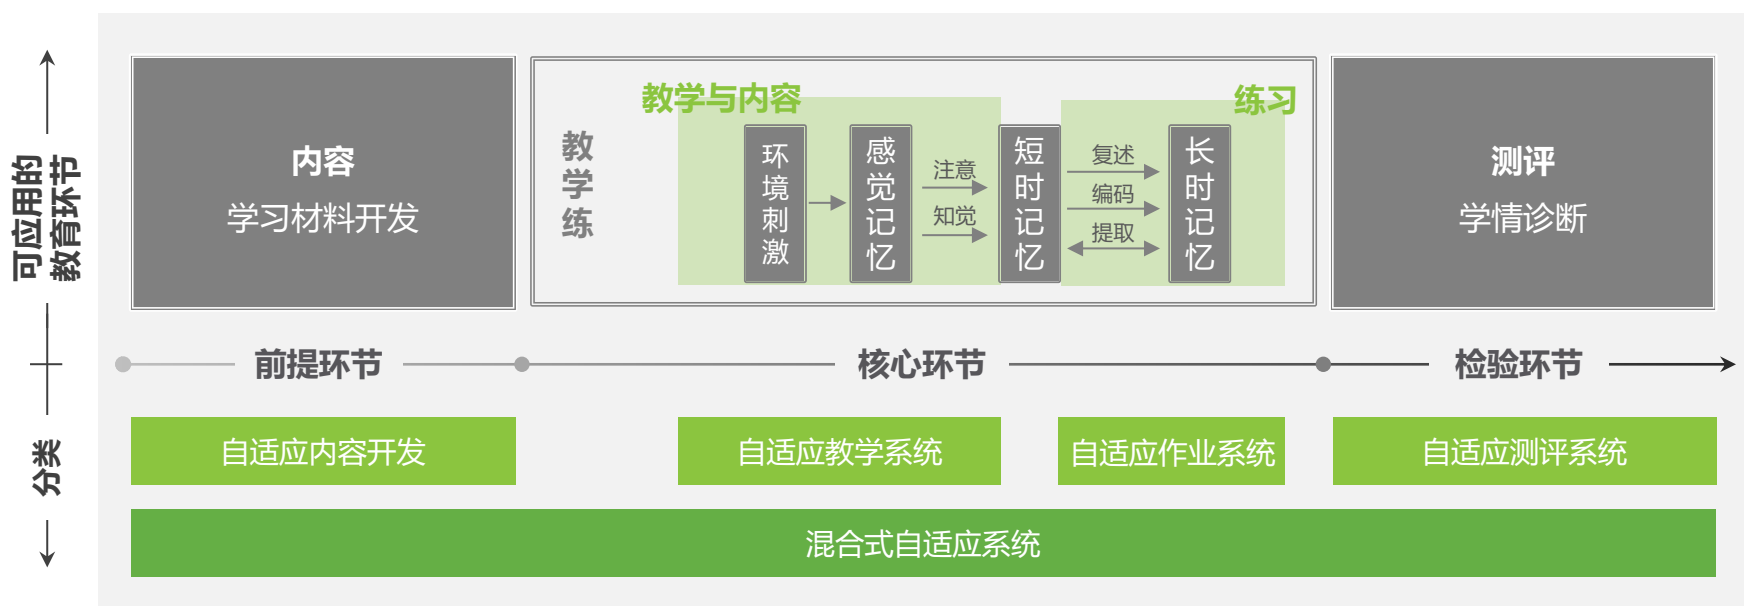 可应用的
教育环节
分类
内容
学习材料开发
教学练
教学与内容
练习
环境刺激
感觉记忆
注意
知觉
短时记忆
复述
编码
提取
长时记忆
测评
学情诊断
前提环节
核心环节
检验环节
自适应内容开发
自适应教学系统
自适应作业系统
自适应测评系统
混合式自适应系统